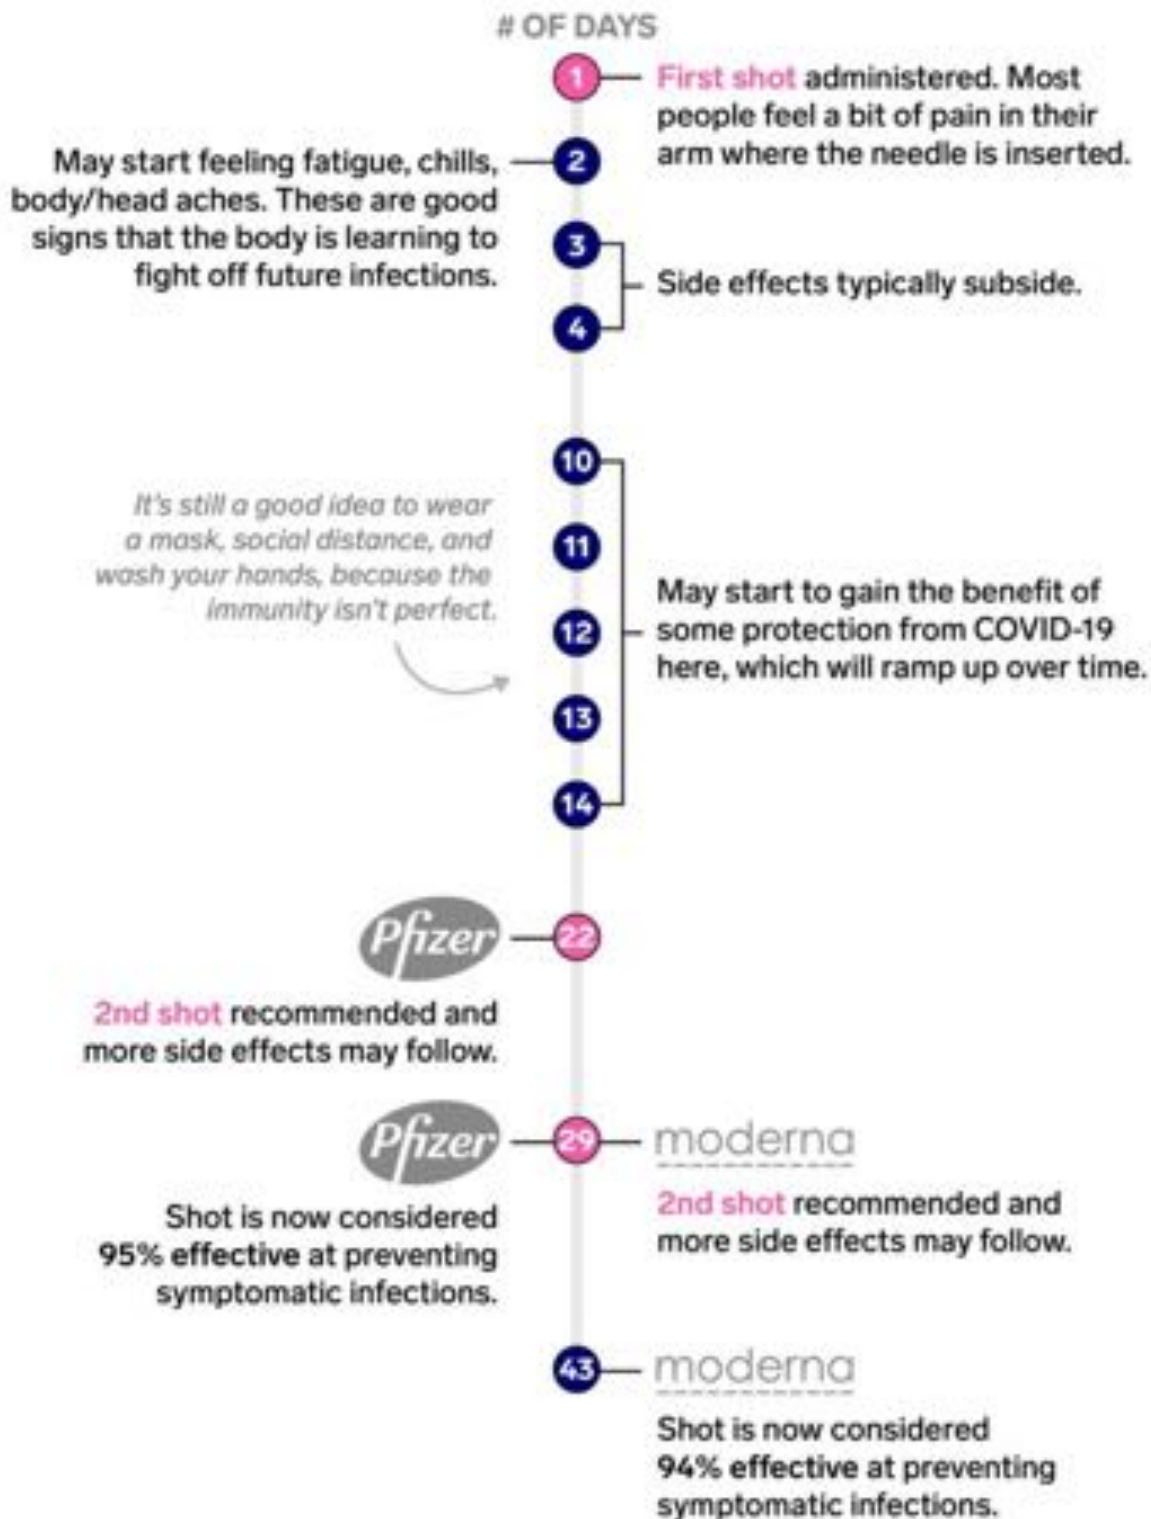 # OF DAYS
1
First shot administered. Most
people feel a bit of pain in their
arm where the needle is inserted.
2
May start feeling fatigue, chills,
body/head aches. These are good
signs that the body is learning to
fight off future infections.
3
4
Side effects typically subside.
10
11
12
13
14
It's still a good idea to wear
a mask, social distance, and
wash your hands, because the
immunity isn't perfect.
May start to gain the benefit of
some protection from COVID-19
here, which will ramp up over time.
Pfizer
22
2nd shot recommended and
more side effects may follow.
Pfizer
29
Shot is now considered
95% effective at preventing
symptomatic infections.
moderna
2nd shot recommended and
more side effects may follow.
43
moderna
Shot is now considered
94% effective at preventing
symptomatic infections.